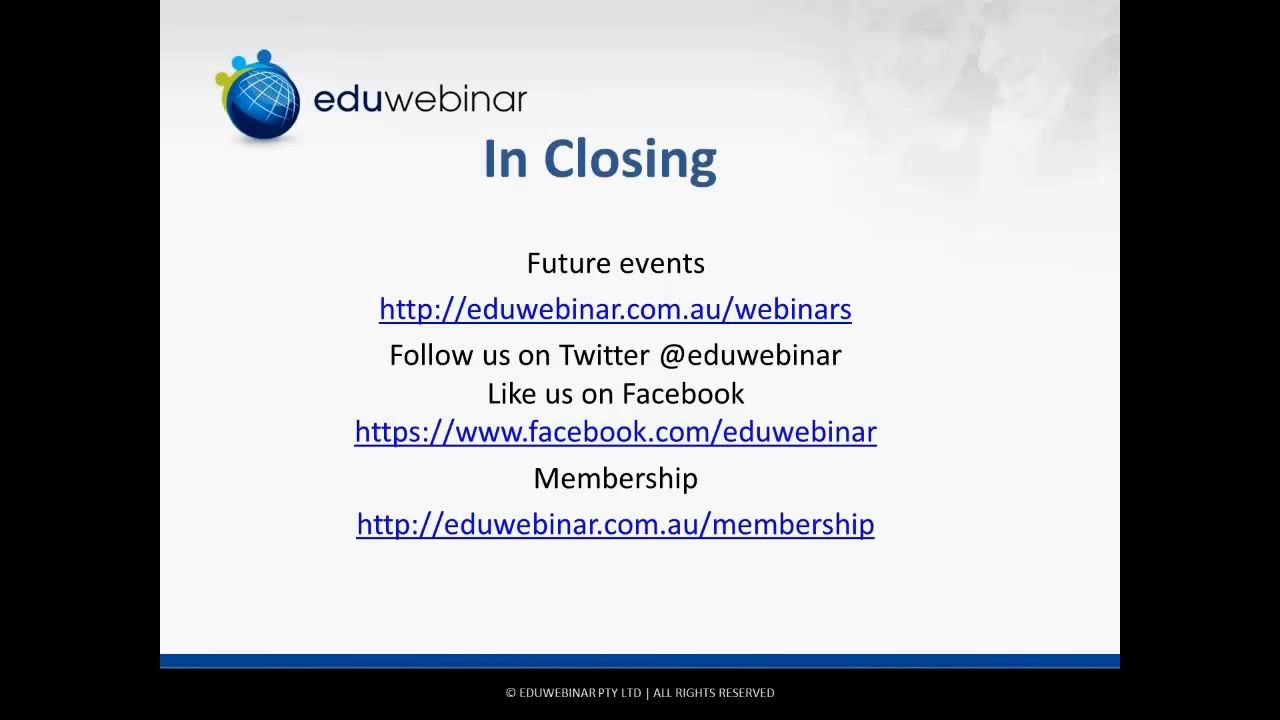 eduwebinar
In Closing
Future events
http://eduwebinar.com.au/webinars
Follow us on Twitter @eduwebinar
Like us on Facebook
https://www.facebook.com/eduwebinar
Membership
http://eduwebinar.com.au/membership
© EDUWEBINAR PTY LTD | ALL RIGHTS RESERVED